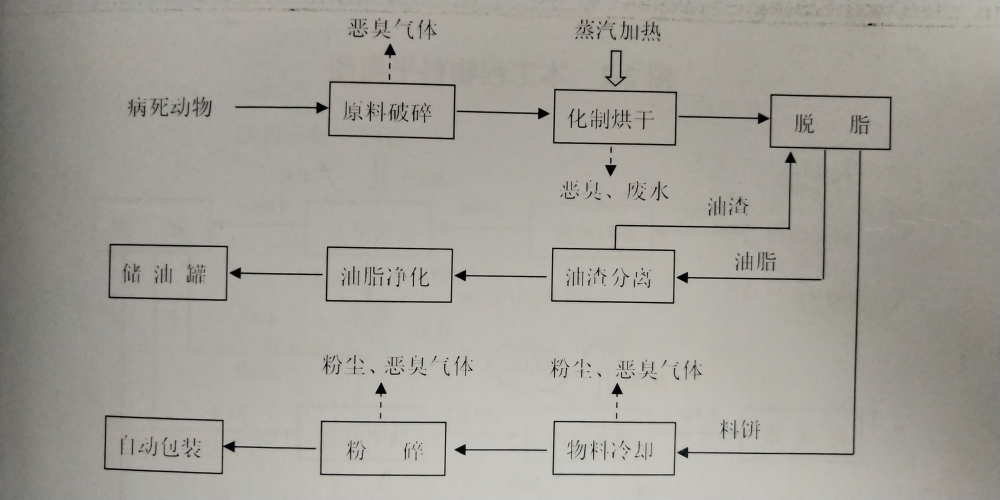 恶臭气体
蒸汽加热
病死动物
原料破碎
化制烘干
脱 脂
恶臭、废水
油渣
储 油 罐
油脂净化
油渣分离
油脂
粉尘、恶臭气体
粉尘、恶臭气体
自动包装
粉 碎
物料冷却
料饼